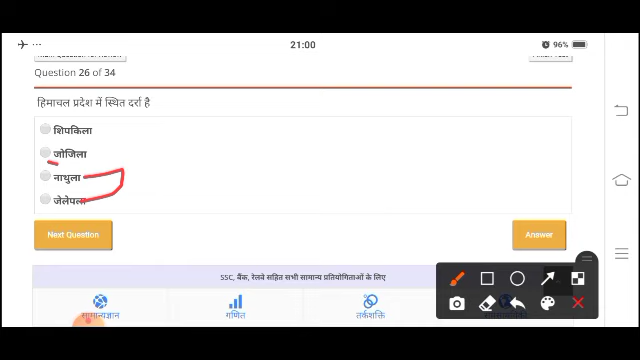 21:00
96%
Question 26 of 34
हिमाचल प्रदेश में स्थित दर्रा है
शिपकिला
जोजिला
नाथुला
जेलेपला
Next Question
Answer
SSC, बैंक, रेलवे सहित सभी सामान्य प्रतियोगिताओं के लिए
सामान्यज्ञान
गणित
तर्कशक्ति